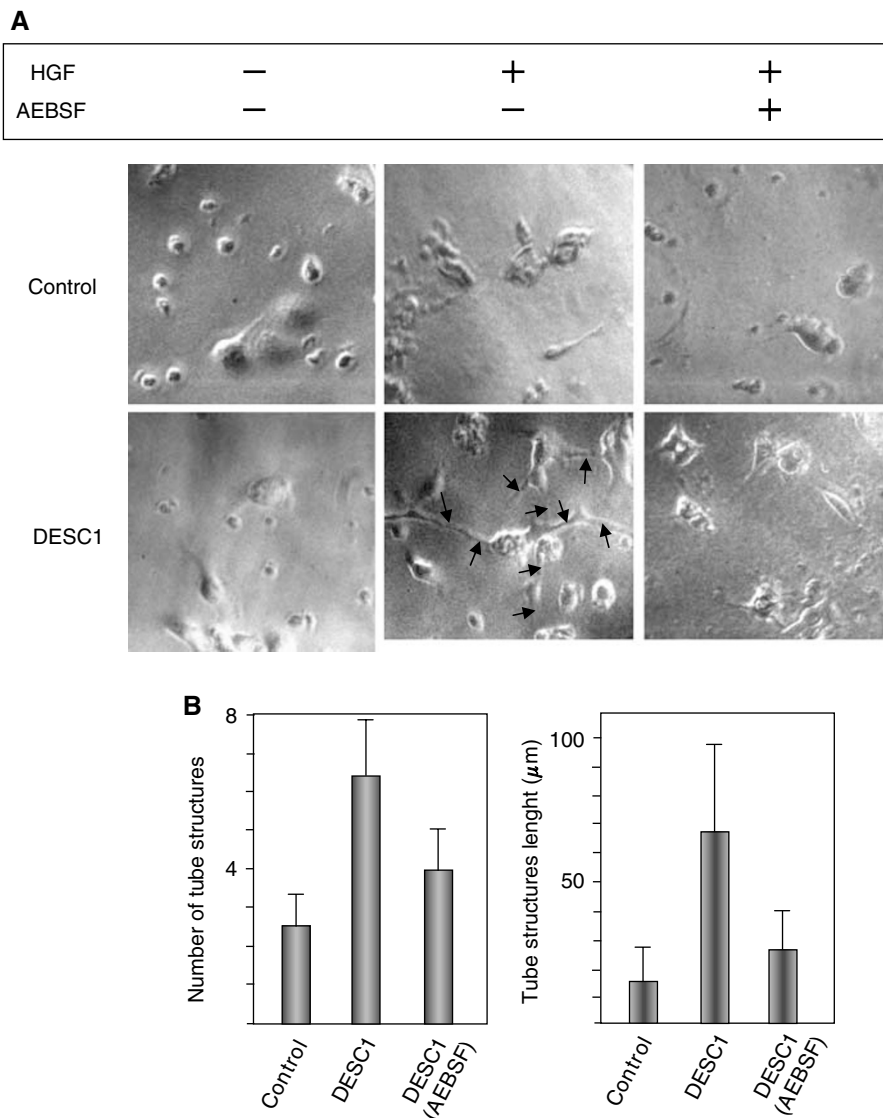 A
HGF − + +
AEBSF − − +
Control
DESC1
B
Number of tube structures
8
4
Control
DESC1
DESC1
(AEBSF)
Tube structures lenght (μm)
100
50
Control
DESC1
DESC1
(AEBSF)